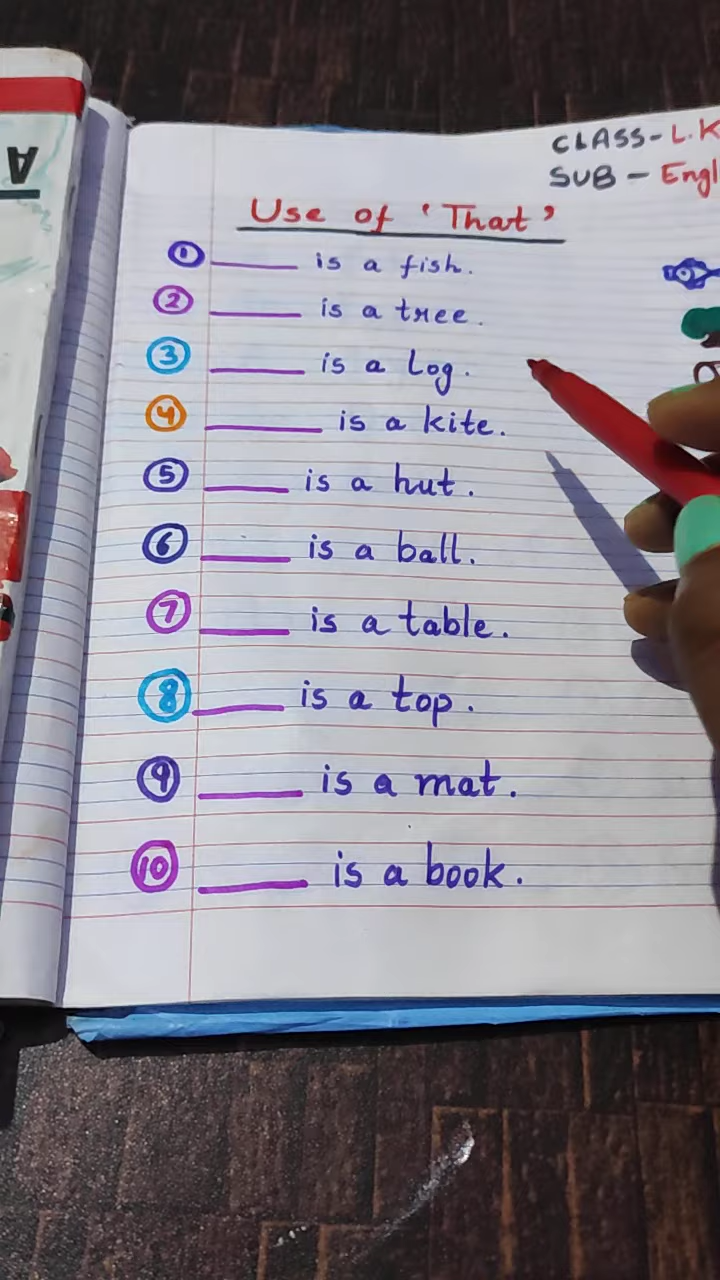 A
CLASS- L.K
SUB - Engl
Use of 'That'
1 _____ is a fish.
2 _____ is a tree.
3 _____ is a Log.
4 _____ is a kite.
5 _____ is a hut.
6 _____ is a ball.
7 _____ is a table.
8 _____ is a top.
9 _____ is a mat.
10 _____ is a book.